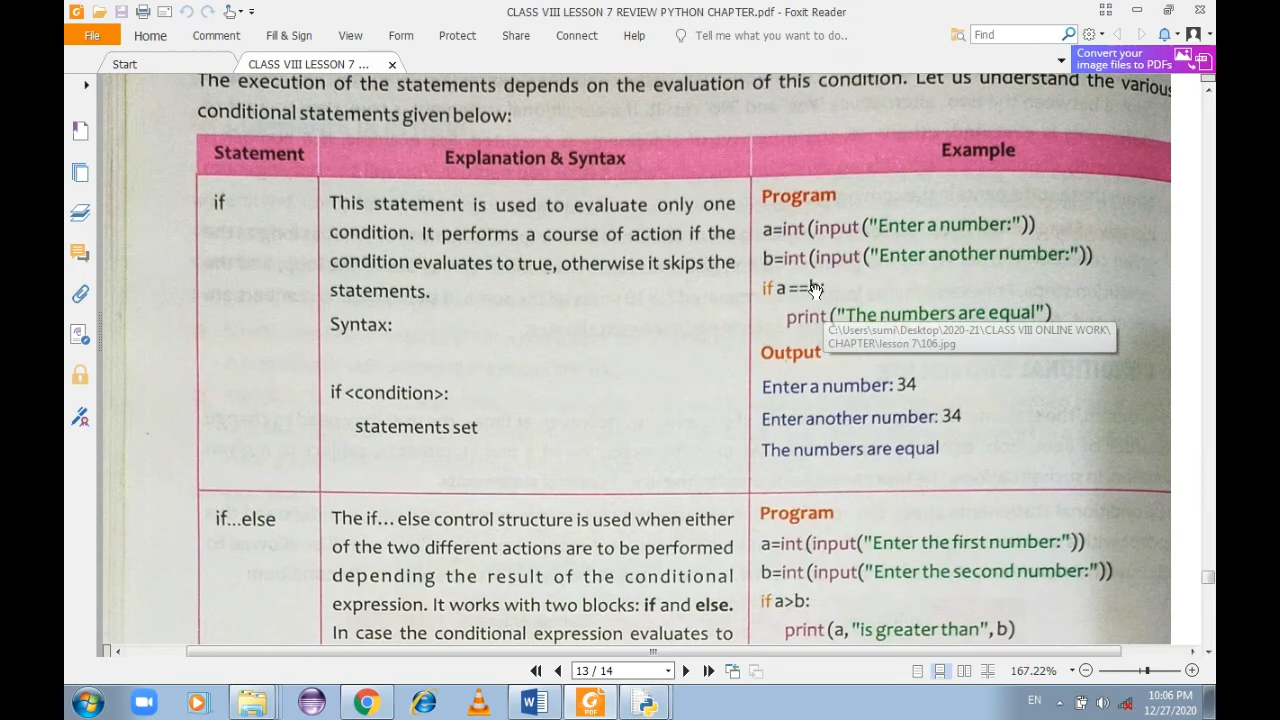 CLASS VIII LESSON 7 REVIEW PYTHON CHAPTER.pdf - Foxit Reader
File Home Comment Fill & Sign View Form Protect Share Connect Help Tell me what you want to do.. Find
Start CLASS VIII LESSON 7 ...
Convert your
image files to PDFs
The execution of the statements depends on the evaluation of this condition. Let us understand the various
conditional statements given below:
Statement Explanation & Syntax Example
if
This statement is used to evaluate only one
condition. It performs a course of action if the
condition evaluates to true, otherwise it skips the
statements.
Syntax:
if <condition>:
statements set
Program
a=int (input ("Enter a number:"))
b=int (input ("Enter another number:"))
if a ==b:
print ("The numbers are equal")
C:\Users\sumi\Desktop\2020-21\CLASS VIII ONLINE WORK\
CHAPTER\lesson 7\106.jpg
Output
Enter a number: 34
Enter another number: 34
The numbers are equal
if...else
The if... else control structure is used when either
of the two different actions are to be performed
depending the result of the conditional
expression. It works with two blocks: if and else.
In case the conditional expression evaluates to
Program
a=int(input("Enter the first number:"))
b=int(input("Enter the second number:"))
if a>b:
print (a, "is greater than", b)
13 / 14
167.22%
EN
10:06 PM
12/27/2020